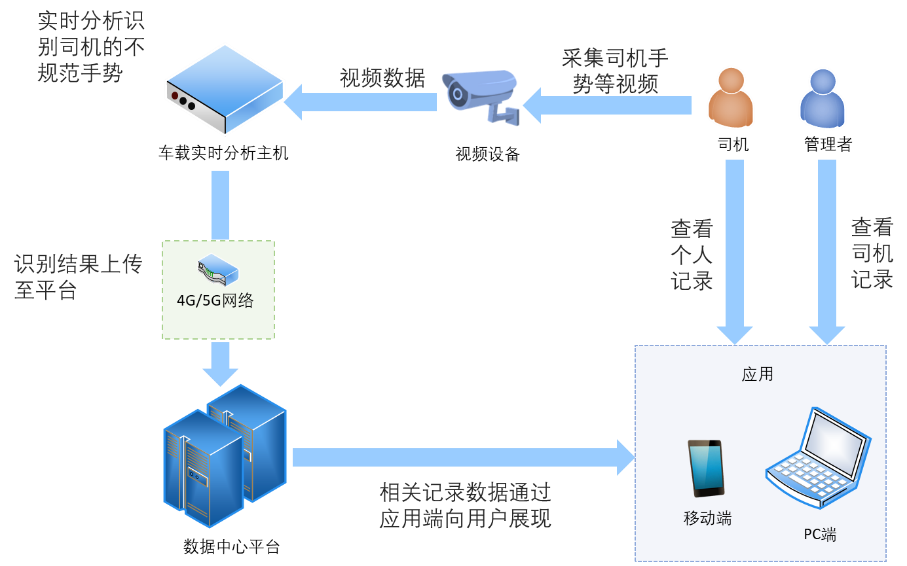 实时分析识
别司机的不
规范手势
视频数据
采集司机手
势等视频
车载实时分析主机
视频设备
司机
管理者
识别结果上传
至平台
4G/5G网络
查看
个人
记录
查看
司机
记录
应用
移动端
PC端
相关记录数据通过
应用端向用户展现
数据中心平台